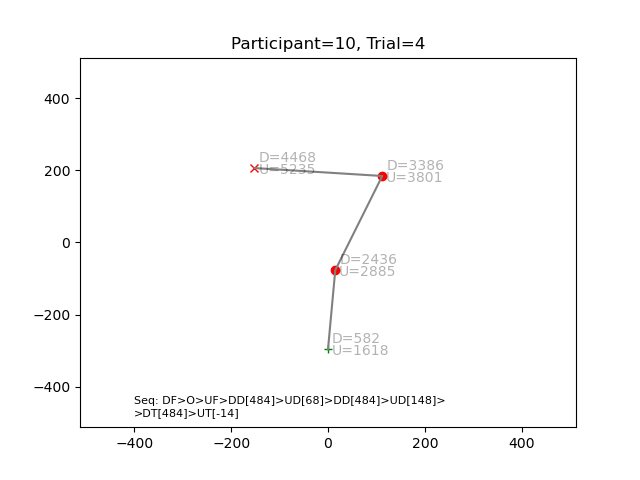 Participant=10, Trial=4
400
200
0
−200
−400
D=4468
U=5235
D=3386
U=3801
D=2436
U=2885
D=582
U=1618
Seq: DF>O>UF>DD[484]>UD[68]>DD[484]>UD[148]>
>DT[484]>UT[-14]
−400 −200 0 200 400